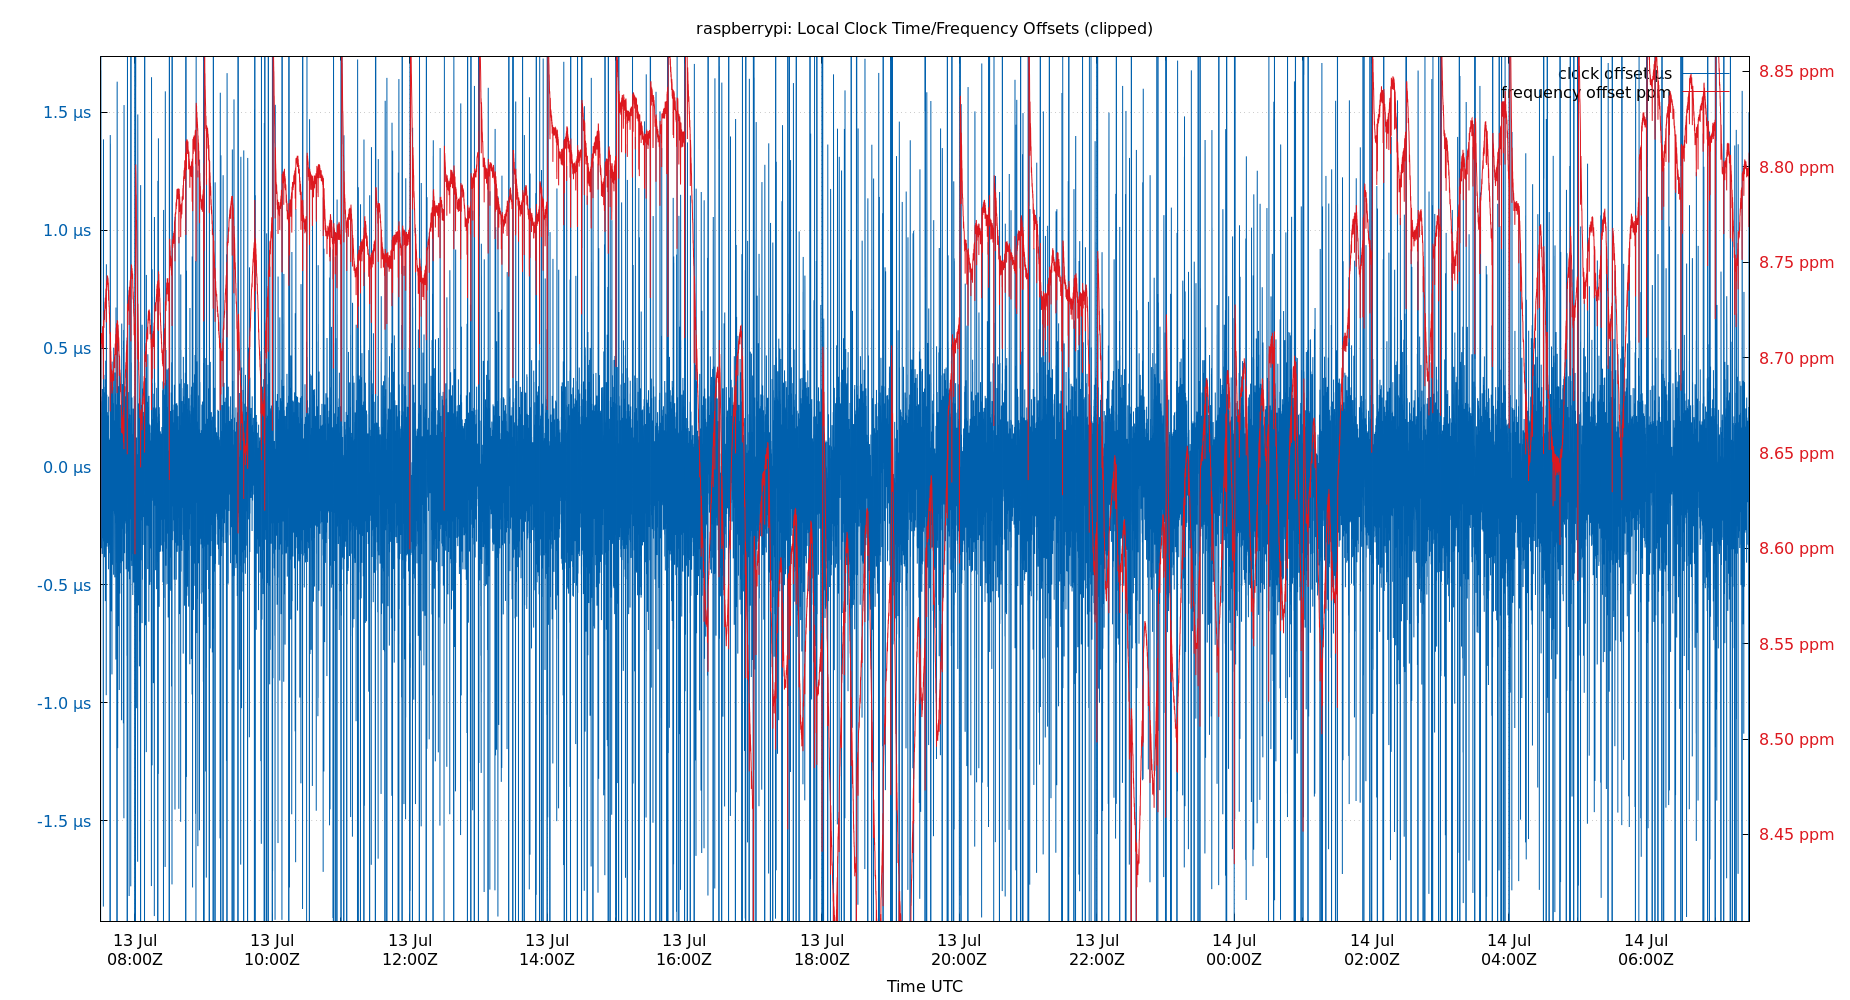 raspberrypi: Local Clock Time/Frequency Offsets (clipped)
clock offset µs
frequency offset ppm
1.5 µs
1.0 µs
0.5 µs
0.0 µs
-0.5 µs
-1.0 µs
-1.5 µs
8.85 ppm
8.80 ppm
8.75 ppm
8.70 ppm
8.65 ppm
8.60 ppm
8.55 ppm
8.50 ppm
8.45 ppm
13 Jul
08:00Z
13 Jul
10:00Z
13 Jul
12:00Z
13 Jul
14:00Z
13 Jul
16:00Z
13 Jul
18:00Z
13 Jul
20:00Z
13 Jul
22:00Z
14 Jul
00:00Z
14 Jul
02:00Z
14 Jul
04:00Z
14 Jul
06:00Z
Time UTC